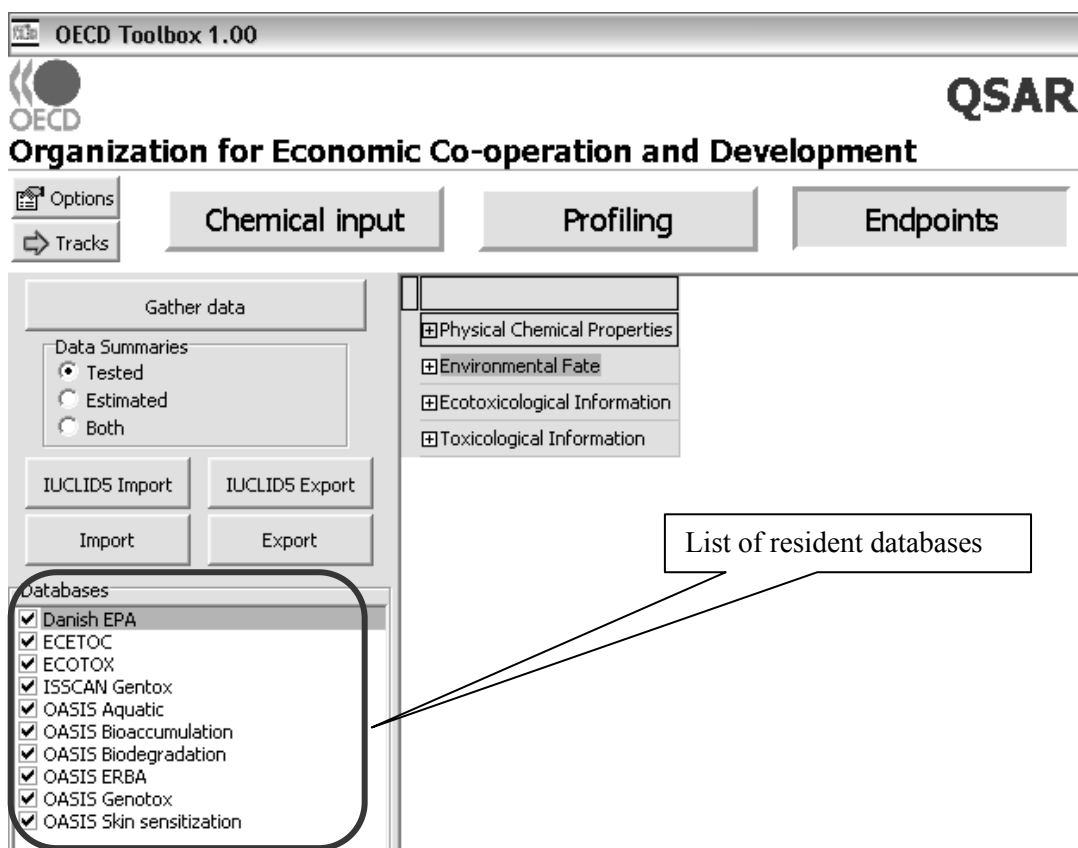 OECD Toolbox 1.00
OECD
QSAR
Organization for Economic Co-operation and Development
Options
Tracks
Chemical input
Profiling
Endpoints
Gather data
Data Summaries
Tested
Estimated
Both
IUCLID5 Import
IUCLID5 Export
Import
Export
Databases
Danish EPA
ECETOC
ECOTOX
ISSCAN Gentox
OASIS Aquatic
OASIS Bioaccumulation
OASIS Biodegradation
OASIS ERBA
OASIS Genotox
OASIS Skin sensitization
Physical Chemical Properties
Environmental Fate
Ecotoxicological Information
Toxicological Information
List of resident databases